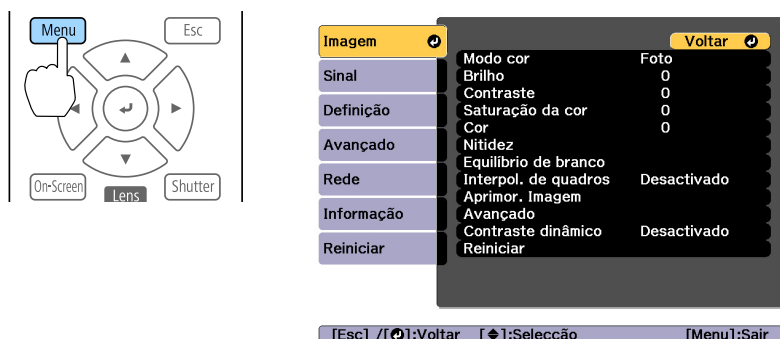 Menu
Esc
On-Screen
Lens
Shutter
Imagem
Sinal
Definição
Avançado
Rede
Informação
Reiniciar
Voltar
Modo cor Foto
Brilho 0
Contraste 0
Saturação da cor 0
Cor 0
Nitidez
Equilíbrio de branco
Interpol. de quadros Desactivado
Aprimor. Imagem
Avançado
Contraste dinâmico Desactivado
Reiniciar
[Esc] /[⏎]:Voltar [◆]:Selecção [Menu]:Sair